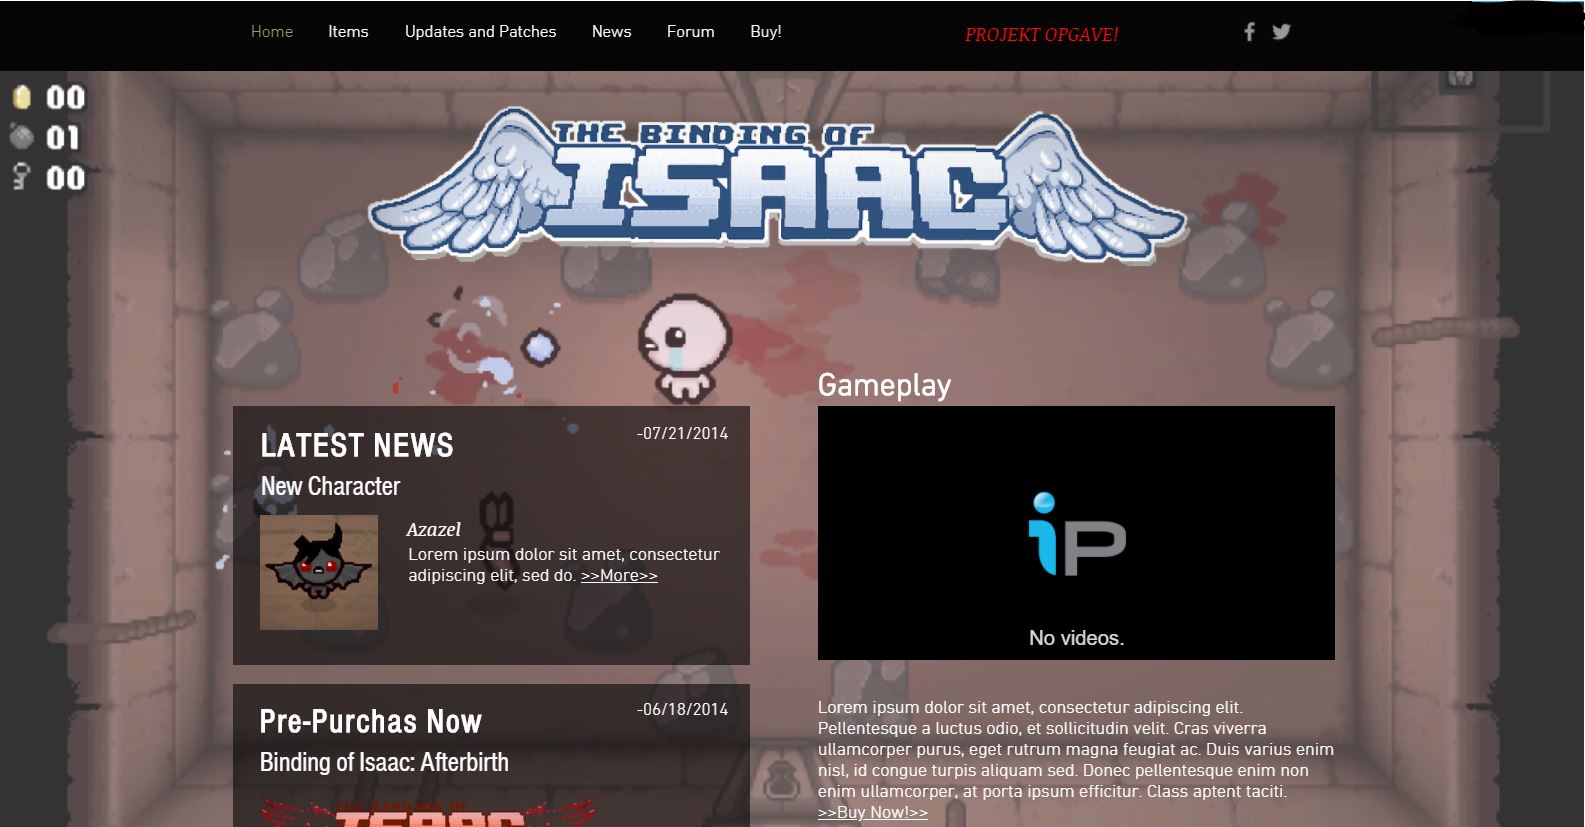 Home Items Updates and Patches News Forum Buy!
PROJEKT OPGAVE!
00
01
00
THE BINDING OF
ISAAC
LATEST NEWS
-07/21/2014
New Character
Azazel
Lorem ipsum dolor sit amet, consectetur
adipiscing elit, sed do. >>More>>
Pre-Purchas Now
-06/18/2014
Binding of Isaac: Afterbirth
THE BINDING OF
ISAAC
Gameplay
iP
No videos.
Lorem ipsum dolor sit amet, consectetur adipiscing elit.
Pellentesque a luctus odio, et sollicitudin velit. Cras viverra
ullamcorper purus, eget rutrum magna feugiat ac. Duis varius enim
nisl, id congue turpis aliquam sed. Donec pellentesque enim non
enim ullamcorper, at porta ipsum efficitur. Class aptent taciti.
>>Buy Now!>>